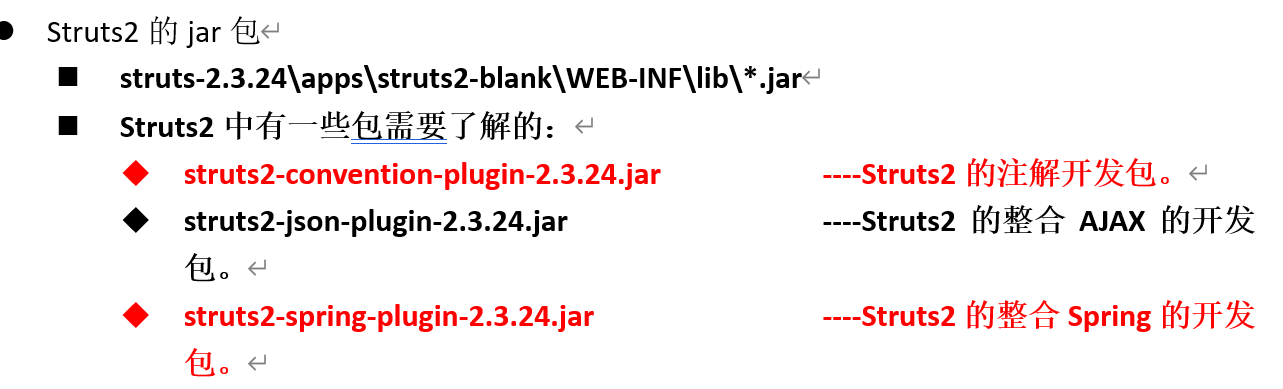 Struts2 的 jar 包
struts-2.3.24\apps\struts2-blank\WEB-INF\lib\*.jar
Struts2 中有一些包需要了解的：
struts2-convention-plugin-2.3.24.jar ----Struts2 的注解开发包。
struts2-json-plugin-2.3.24.jar ----Struts2 的整合 AJAX 的开发
包。
struts2-spring-plugin-2.3.24.jar ----Struts2 的整合 Spring 的开发
包。